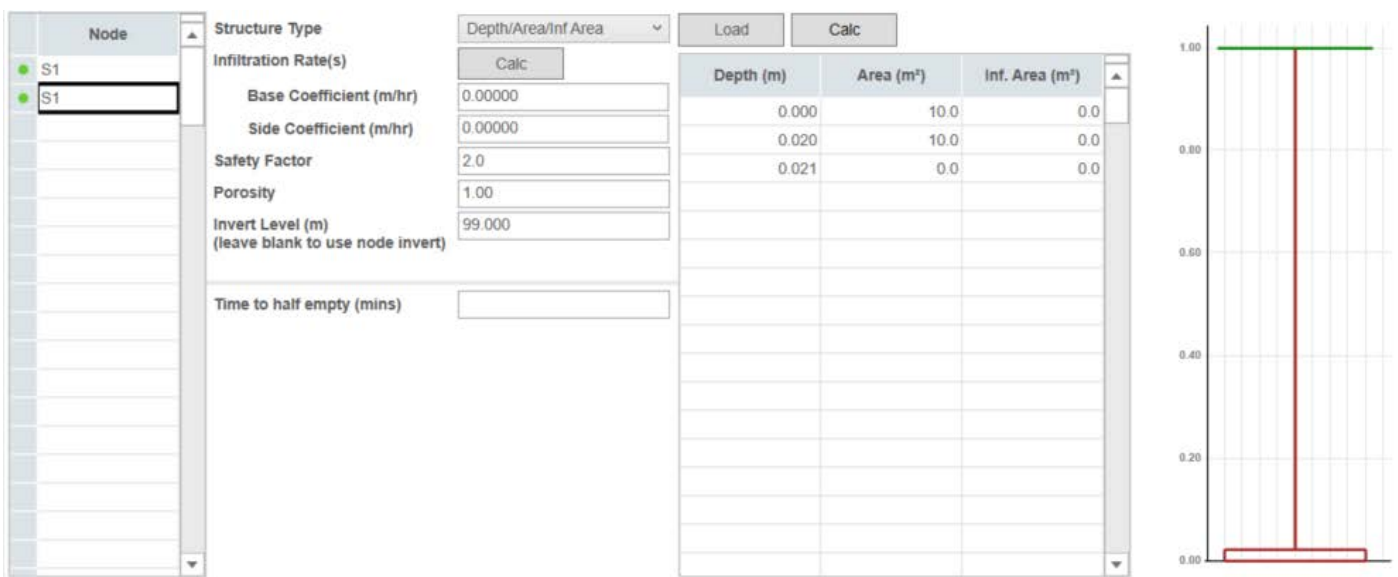 Node
S1
S1
Structure Type Depth/Area/Inf Area
Infiltration Rate(s) Calc
Base Coefficient (m/hr) 0.00000
Side Coefficient (m/hr) 0.00000
Safety Factor 2.0
Porosity 1.00
Invert Level (m) 99.000
(leave blank to use node invert)
Time to half empty (mins)
Load Calc
Depth (m) Area (m²) Inf. Area (m²)
0.000 10.0 0.0
0.020 10.0 0.0
0.021 0.0 0.0
1.00
0.80
0.60
0.40
0.20
0.00